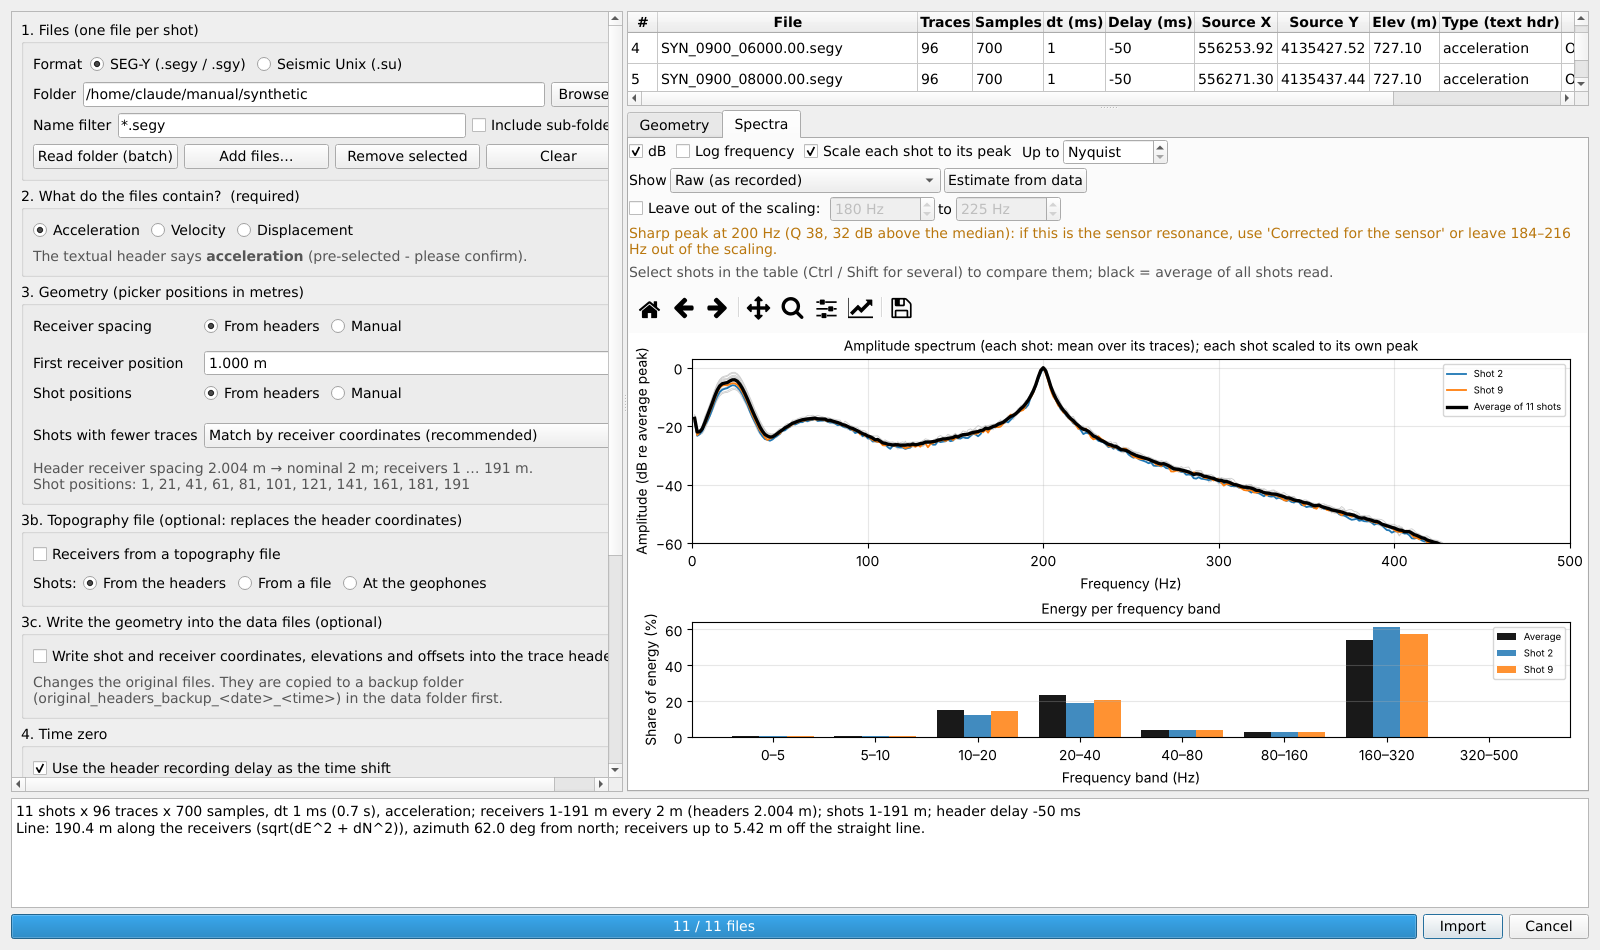 1. Files (one file per shot)
Format SEG-Y (.segy / .sgy) Seismic Unix (.su)
Folder /home/claude/manual/synthetic Browse
Name filter *.segy Include sub-folde
Read folder (batch) Add files... Remove selected Clear
2. What do the files contain? (required)
Acceleration Velocity Displacement
The textual header says acceleration (pre-selected - please confirm).
3. Geometry (picker positions in metres)
Receiver spacing From headers Manual
First receiver position 1.000 m
Shot positions From headers Manual
Shots with fewer traces Match by receiver coordinates (recommended)
Header receiver spacing 2.004 m → nominal 2 m; receivers 1 ... 191 m.
Shot positions: 1, 21, 41, 61, 81, 101, 121, 141, 161, 181, 191
3b. Topography file (optional: replaces the header coordinates)
Receivers from a topography file
Shots: From the headers From a file At the geophones
3c. Write the geometry into the data files (optional)
Write shot and receiver coordinates, elevations and offsets into the trace heade
Changes the original files. They are copied to a backup folder
(original_headers_backup_<date>_<time>) in the data folder first.
4. Time zero
Use the header recording delay as the time shift
# File Traces Samples dt (ms) Delay (ms) Source X Source Y Elev (m) Type (text hdr)
4 SYN_0900_06000.00.segy 96 700 1 -50 556253.92 4135427.52 727.10 acceleration
5 SYN_0900_08000.00.segy 96 700 1 -50 556271.30 4135437.44 727.10 acceleration
Geometry Spectra
dB Log frequency Scale each shot to its peak Up to Nyquist
Show Raw (as recorded) Estimate from data
Leave out of the scaling: 180 Hz to 225 Hz
Sharp peak at 200 Hz (Q 38, 32 dB above the median): if this is the sensor resonance, use 'Corrected for the sensor' or leave 184–216
Hz out of the scaling.
Select shots in the table (Ctrl / Shift for several) to compare them; black = average of all shots read.
Amplitude spectrum (each shot: mean over its traces); each shot scaled to its own peak
Amplitude (dB re average peak)
0
−20
−40
−60
Shot 2
Shot 9
Average of 11 shots
0 100 200 300 400 500
Frequency (Hz)
Energy per frequency band
Share of energy (%)
60
40
20
0
Average
Shot 2
Shot 9
0–5 5–10 10–20 20–40 40–80 80–160 160–320 320–500
Frequency band (Hz)
11 shots x 96 traces x 700 samples, dt 1 ms (0.7 s), acceleration; receivers 1-191 m every 2 m (headers 2.004 m); shots 1-191 m; header delay -50 ms
Line: 190.4 m along the receivers (sqrt(dE^2 + dN^2)), azimuth 62.0 deg from north; receivers up to 5.42 m off the straight line.
11 / 11 files Import Cancel